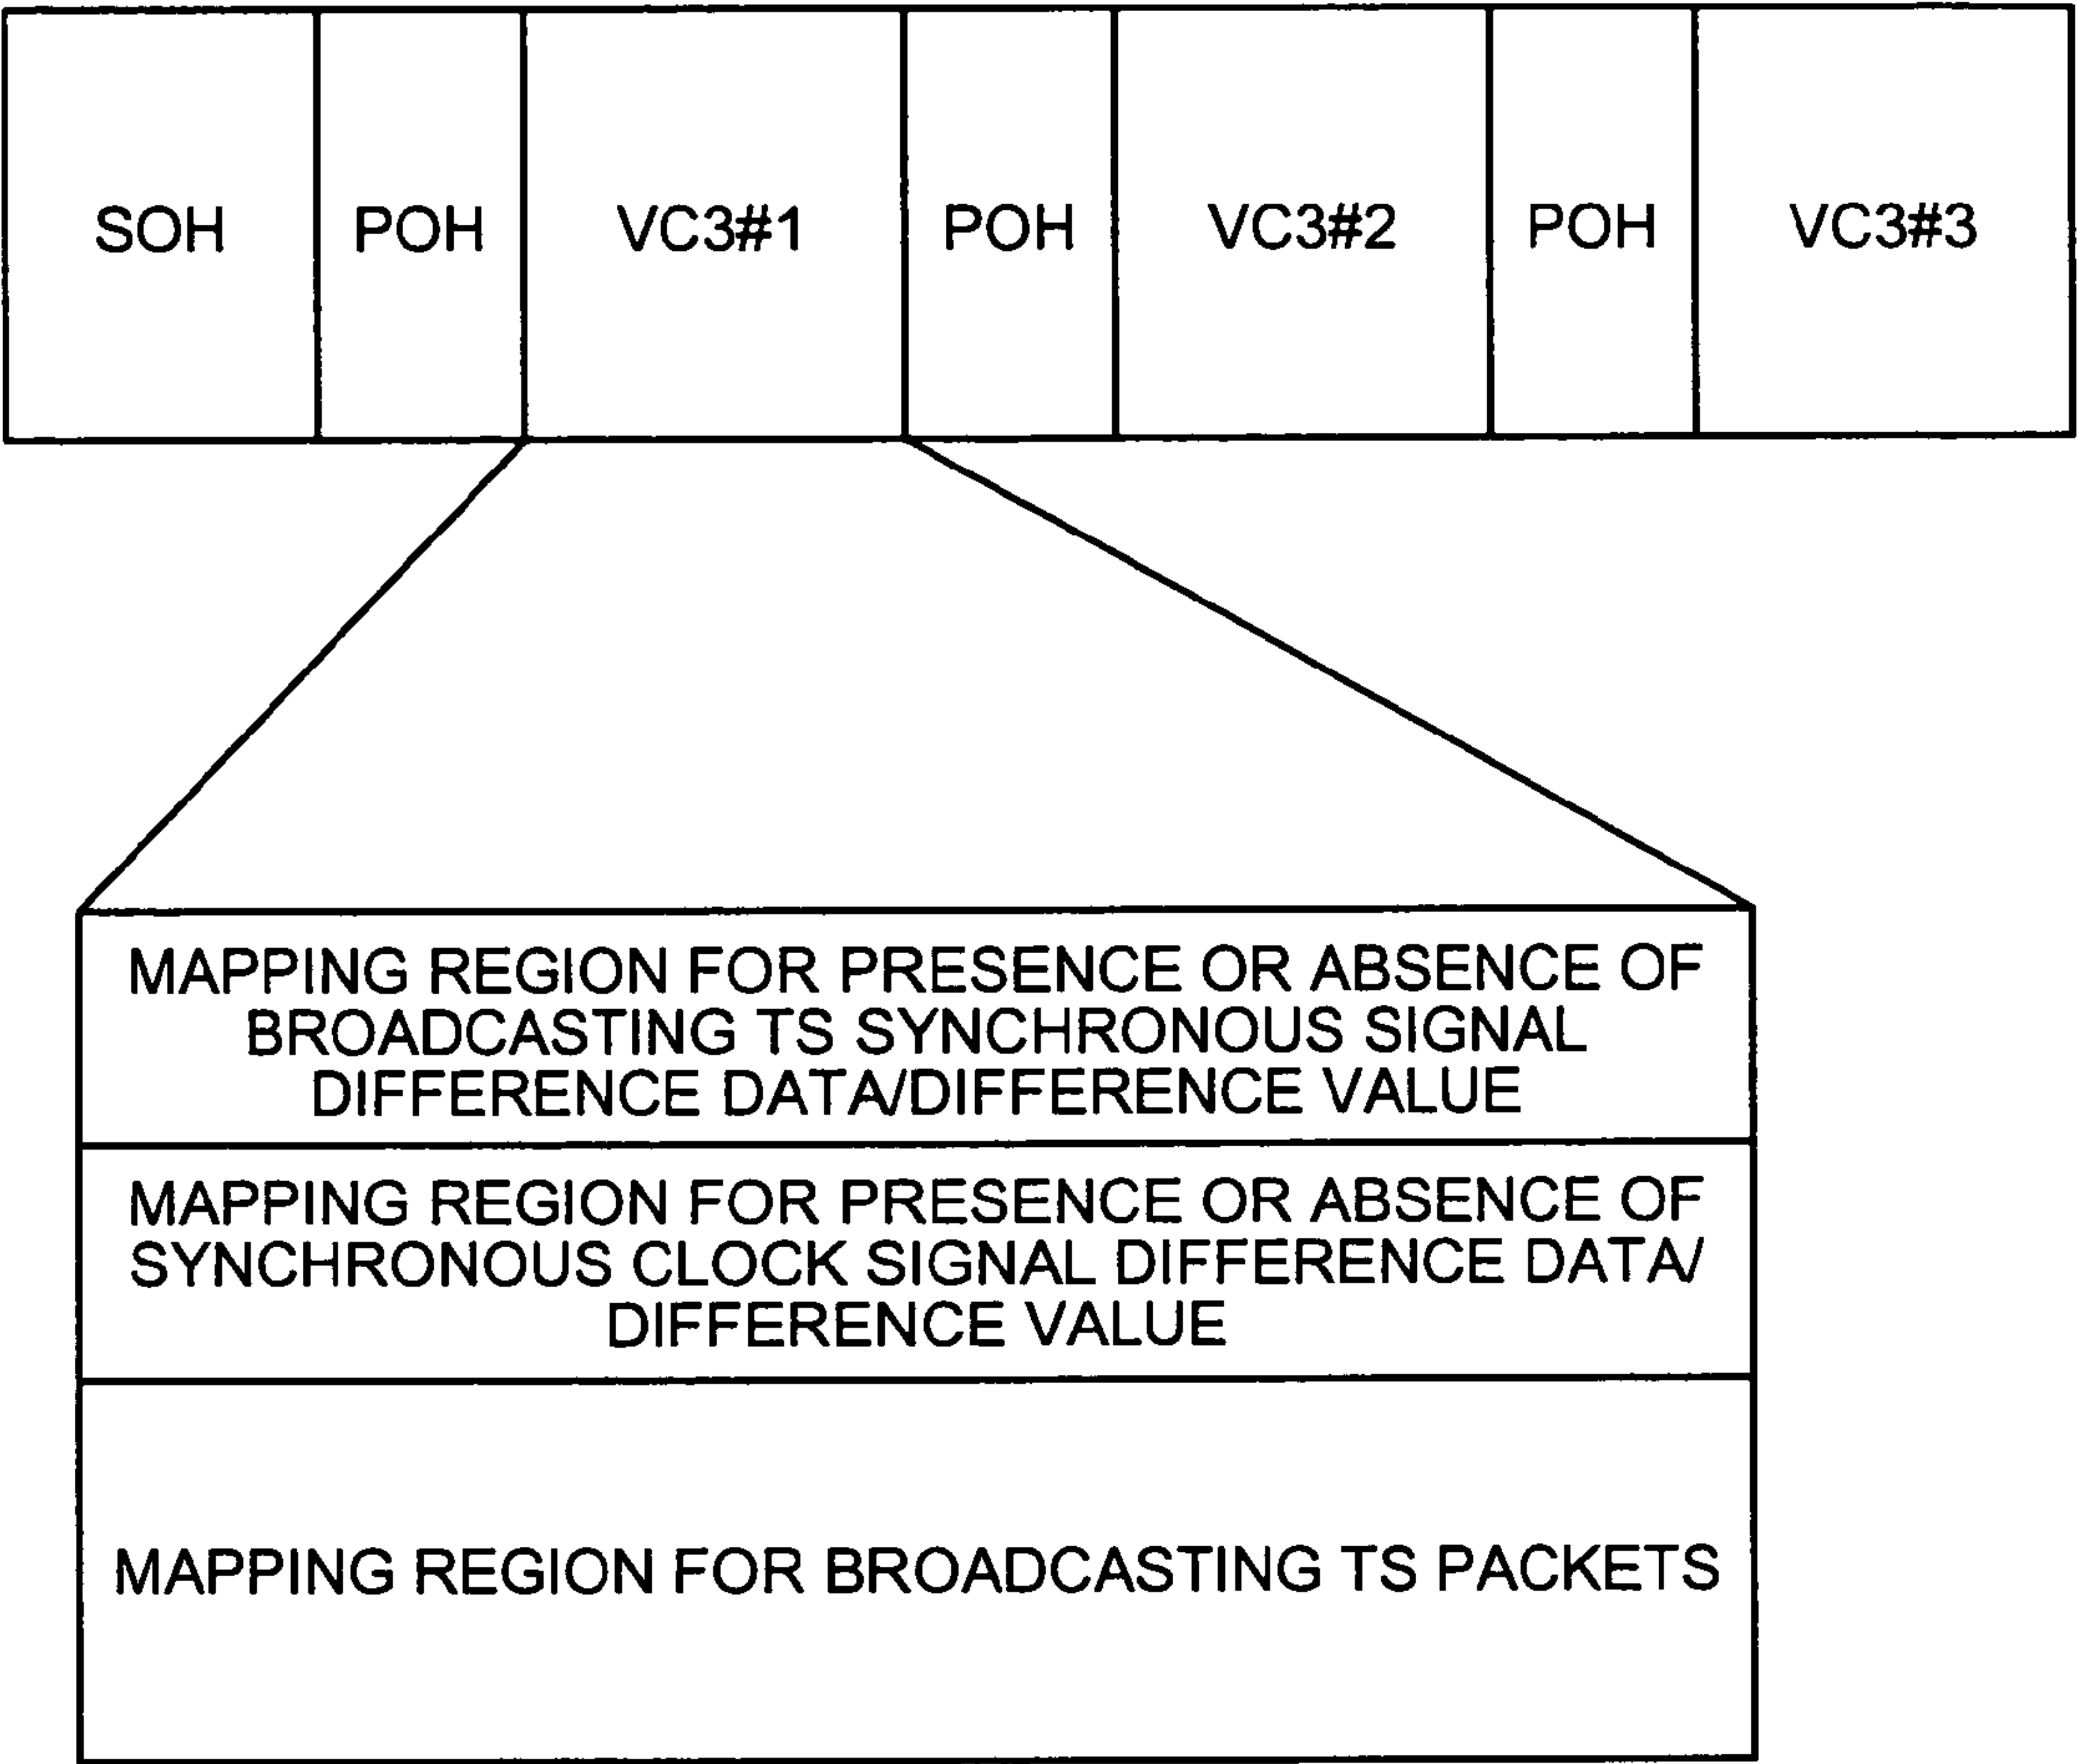 SOH POH VC3#1 POH VC3#2 POH VC3#3
MAPPING REGION FOR PRESENCE OR ABSENCE OF
BROADCASTING TS SYNCHRONOUS SIGNAL
DIFFERENCE DATA/DIFFERENCE VALUE
MAPPING REGION FOR PRESENCE OR ABSENCE OF
SYNCHRONOUS CLOCK SIGNAL DIFFERENCE DATA/
DIFFERENCE VALUE
MAPPING REGION FOR BROADCASTING TS PACKETS